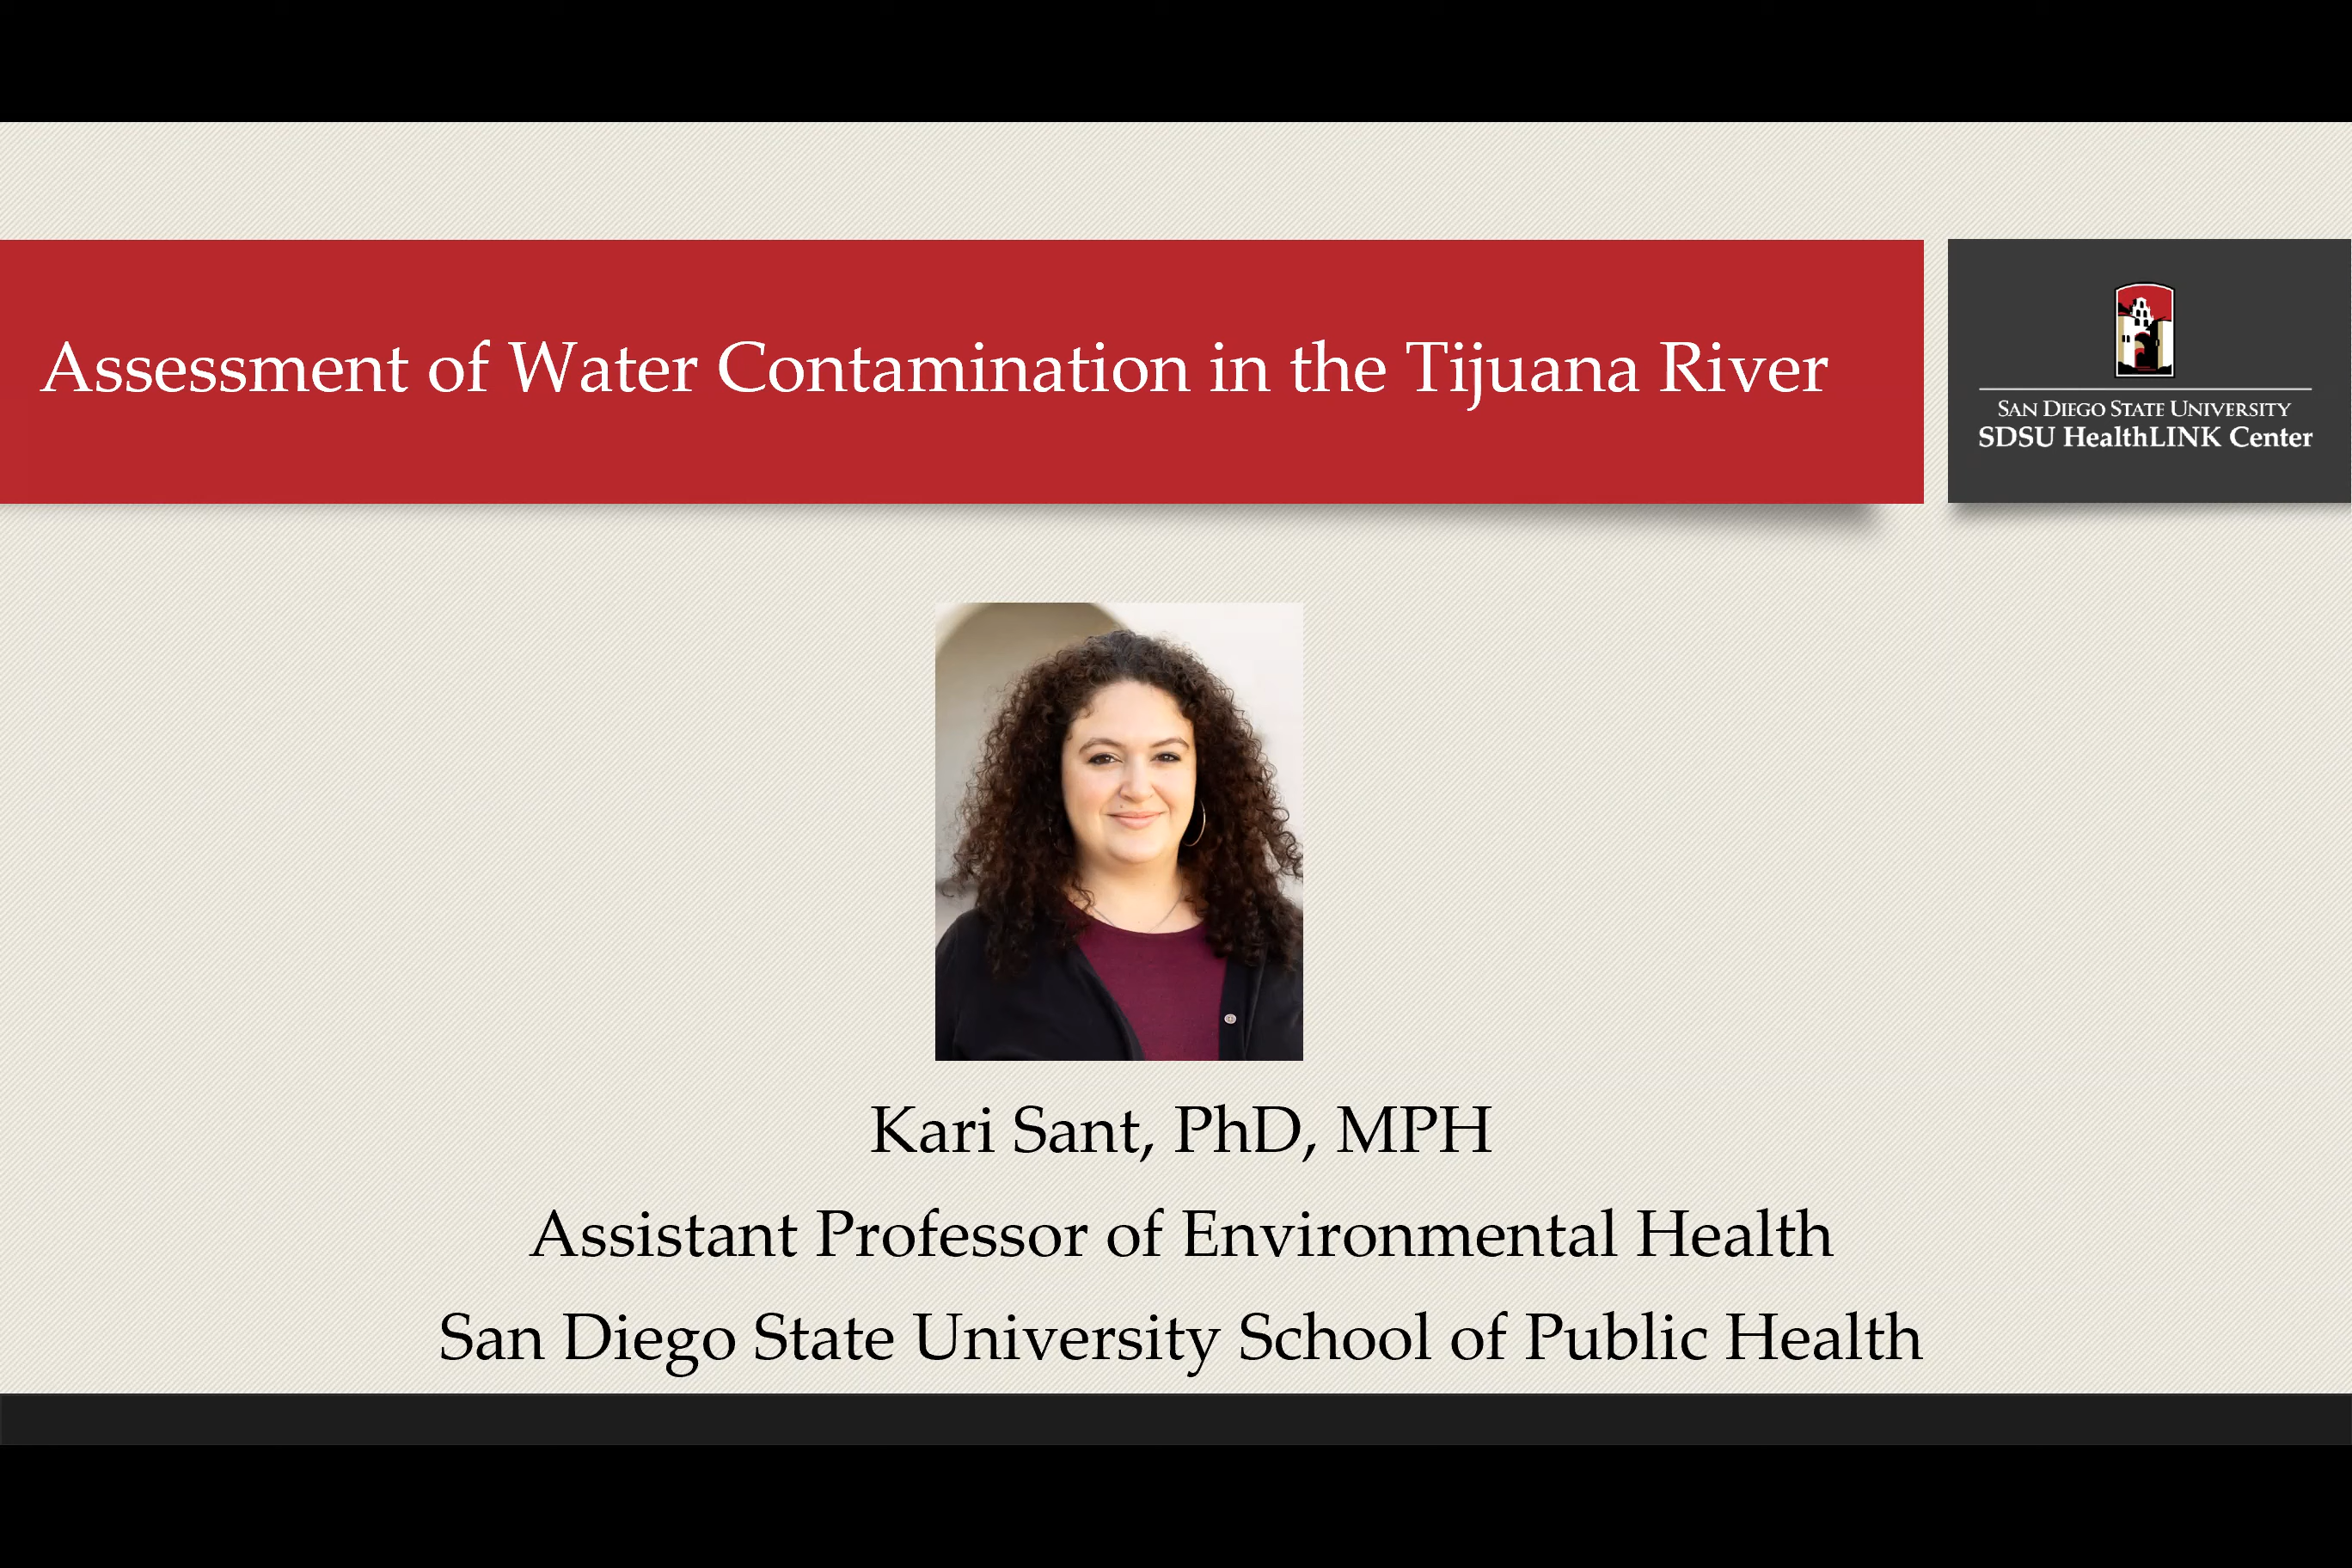 Assessment of Water Contamination in the Tijuana River
SAN DIEGO STATE UNIVERSITY
SDSU HealthLINK Center
Kari Sant, PhD, MPH
Assistant Professor of Environmental Health
San Diego State University School of Public Health